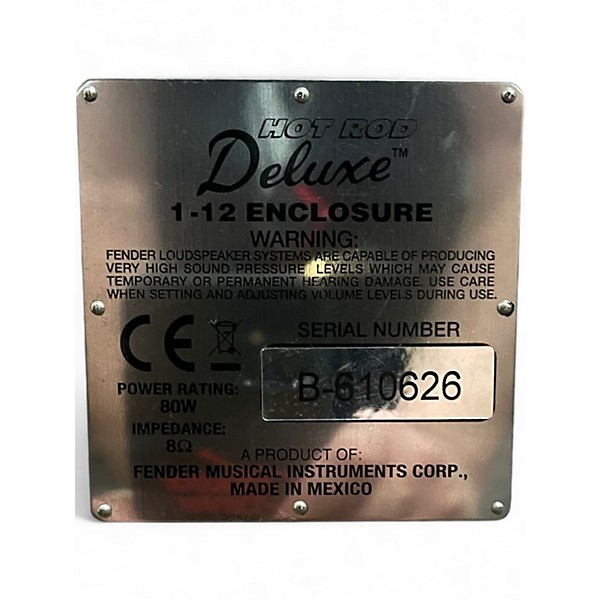 HOT ROD
Deluxe™
1-12 ENCLOSURE
WARNING:
FENDER LOUDSPEAKER SYSTEMS ARE CAPABLE OF PRODUCING
VERY HIGH SOUND PRESSURE LEVELS WHICH MAY CAUSE
TEMPORARY OR PERMANENT HEARING DAMAGE. USE CARE
WHEN SETTING AND ADJUSTING VOLUME LEVELS DURING USE.
CE
SERIAL NUMBER
B-610626
POWER RATING:
80W
IMPEDANCE:
8Ω
A PRODUCT OF:
FENDER MUSICAL INSTRUMENTS CORP.,
MADE IN MEXICO